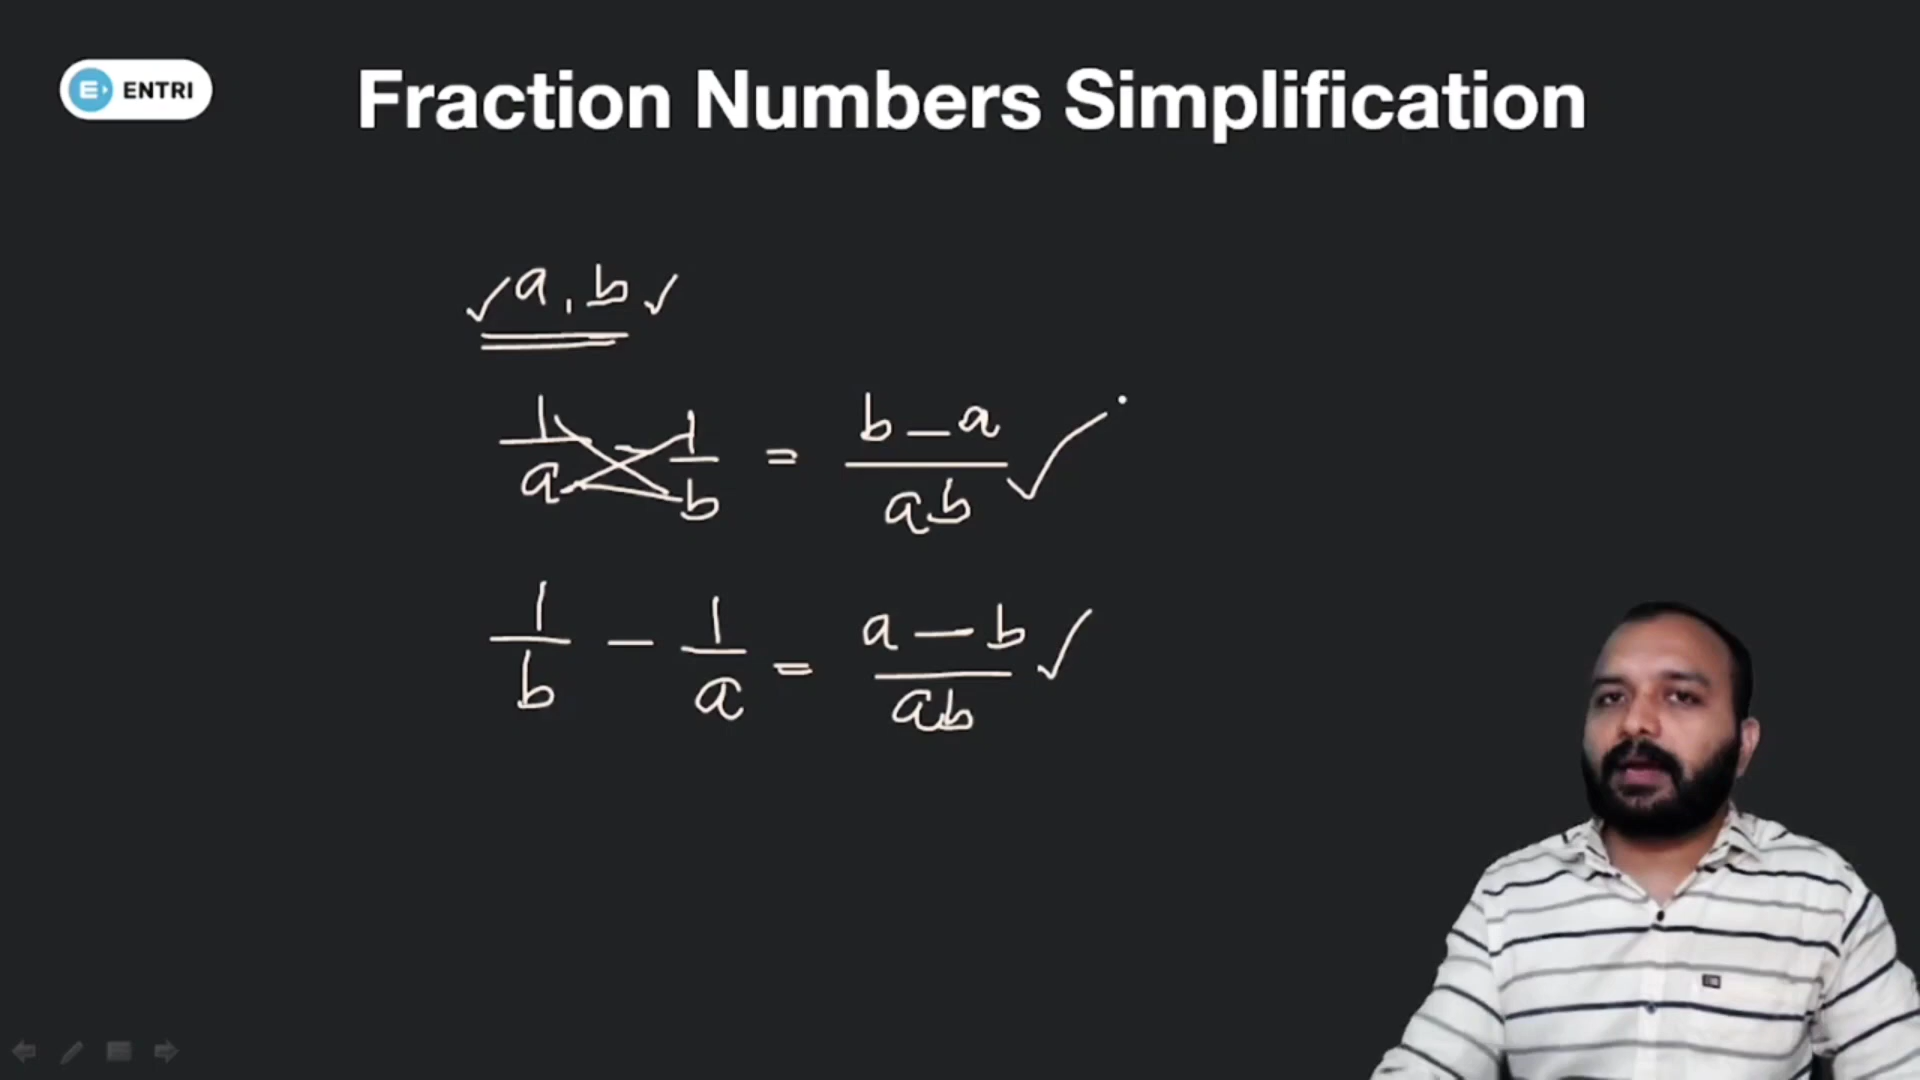 ENTRI
Fraction Numbers Simplification
✓a, b✓
1/a - 1/b = b-a/ab ✓
1/b - 1/a = a-b/ab ✓